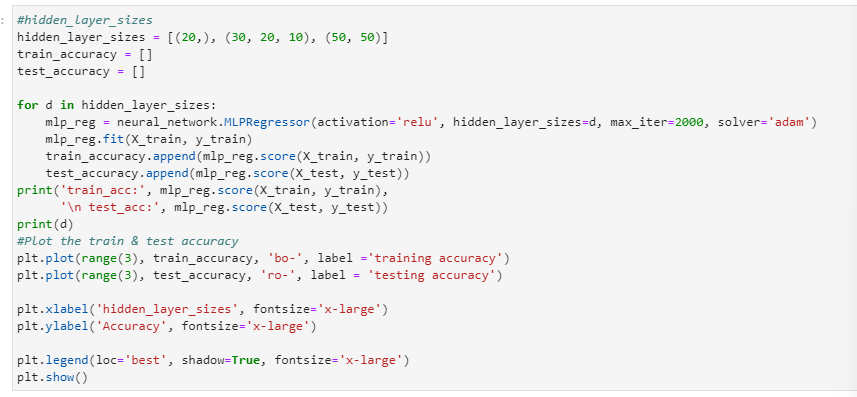 :
#hidden_layer_sizes
hidden_layer_sizes = [(20,), (30, 20, 10), (50, 50)]
train_accuracy = []
test_accuracy = []

for d in hidden_layer_sizes:
    mlp_reg = neural_network.MLPRegressor(activation='relu', hidden_layer_sizes=d, max_iter=2000, solver='adam')
    mlp_reg.fit(X_train, y_train)
    train_accuracy.append(mlp_reg.score(X_train, y_train))
    test_accuracy.append(mlp_reg.score(X_test, y_test))
print('train_acc:', mlp_reg.score(X_train, y_train),
      '\n test_acc:', mlp_reg.score(X_test, y_test))
print(d)
#Plot the train & test accuracy
plt.plot(range(3), train_accuracy, 'bo-', label ='training accuracy')
plt.plot(range(3), test_accuracy, 'ro-', label = 'testing accuracy')

plt.xlabel('hidden_layer_sizes', fontsize='x-large')
plt.ylabel('Accuracy', fontsize='x-large')

plt.legend(loc='best', shadow=True, fontsize='x-large')
plt.show()